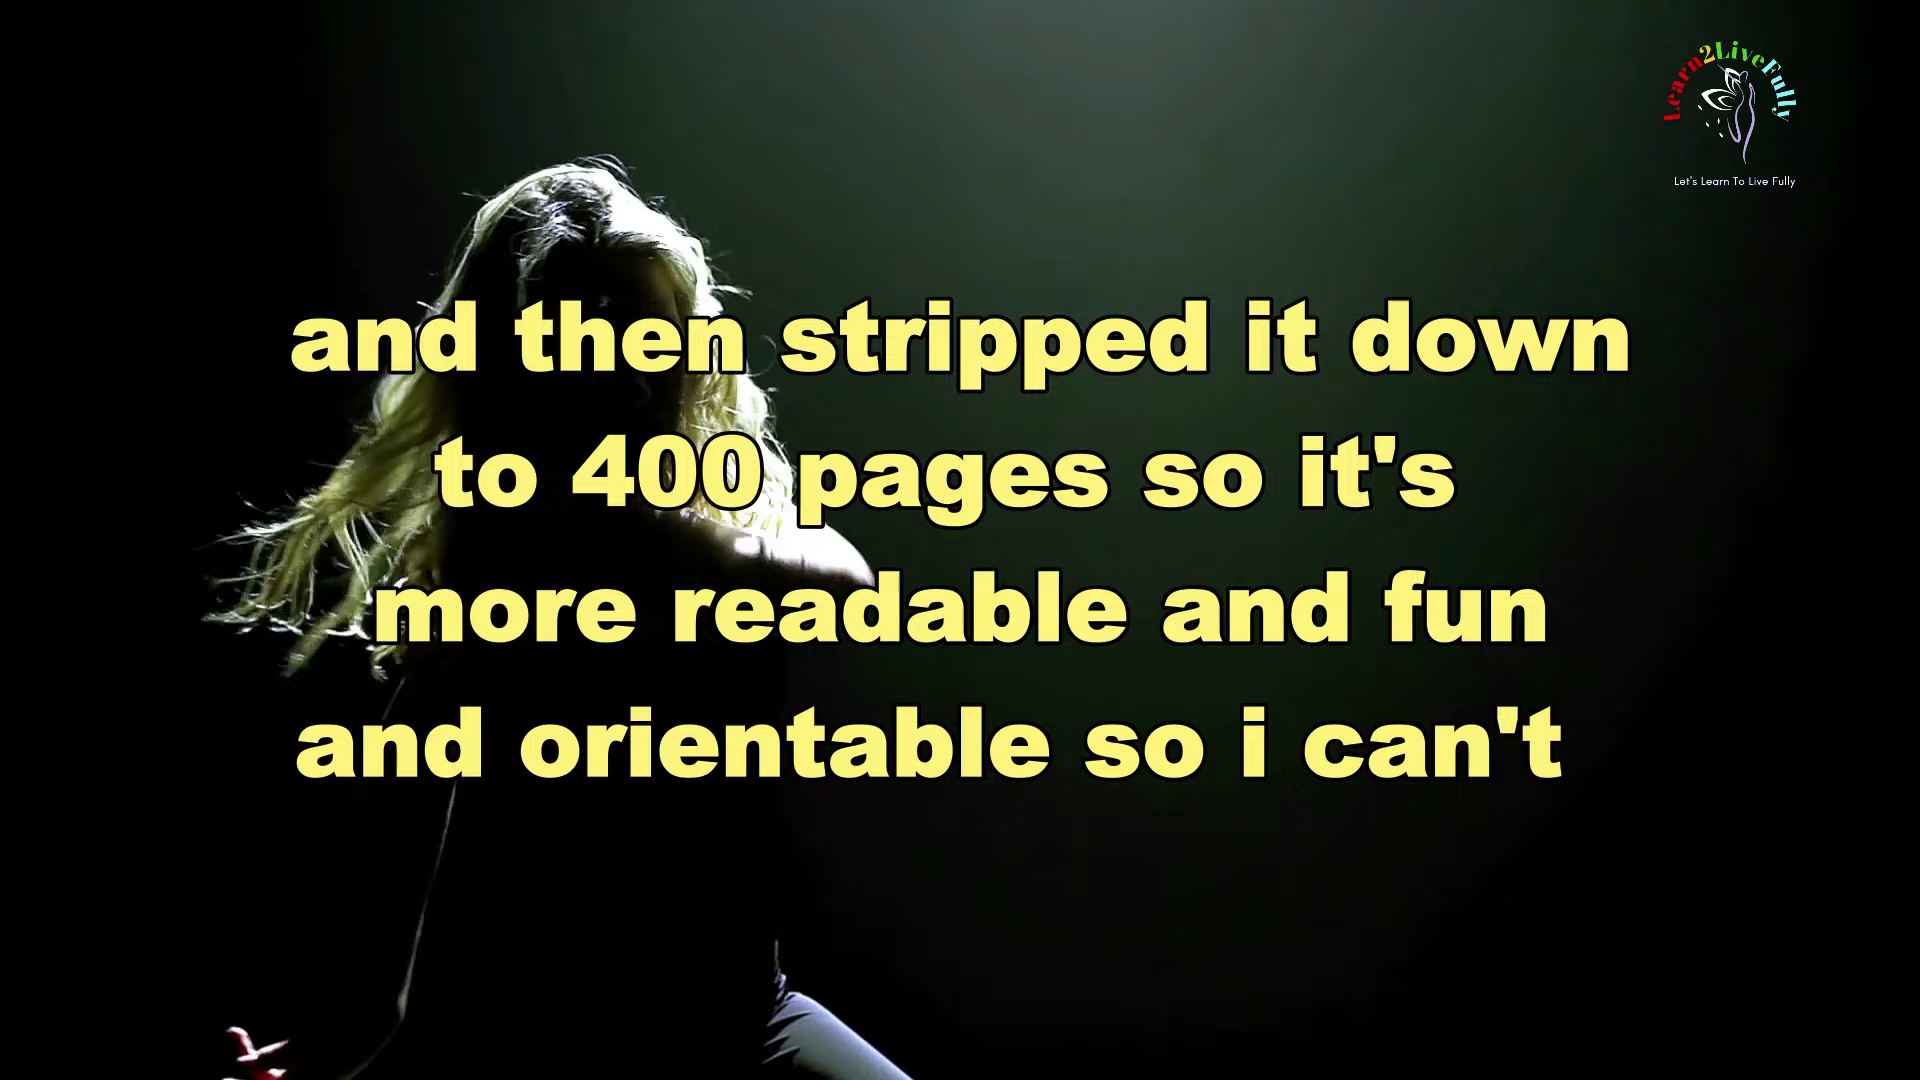 Learn2LiveFully
Let's Learn To Live Fully
and then stripped it down
to 400 pages so it's
more readable and fun
and orientable so i can't